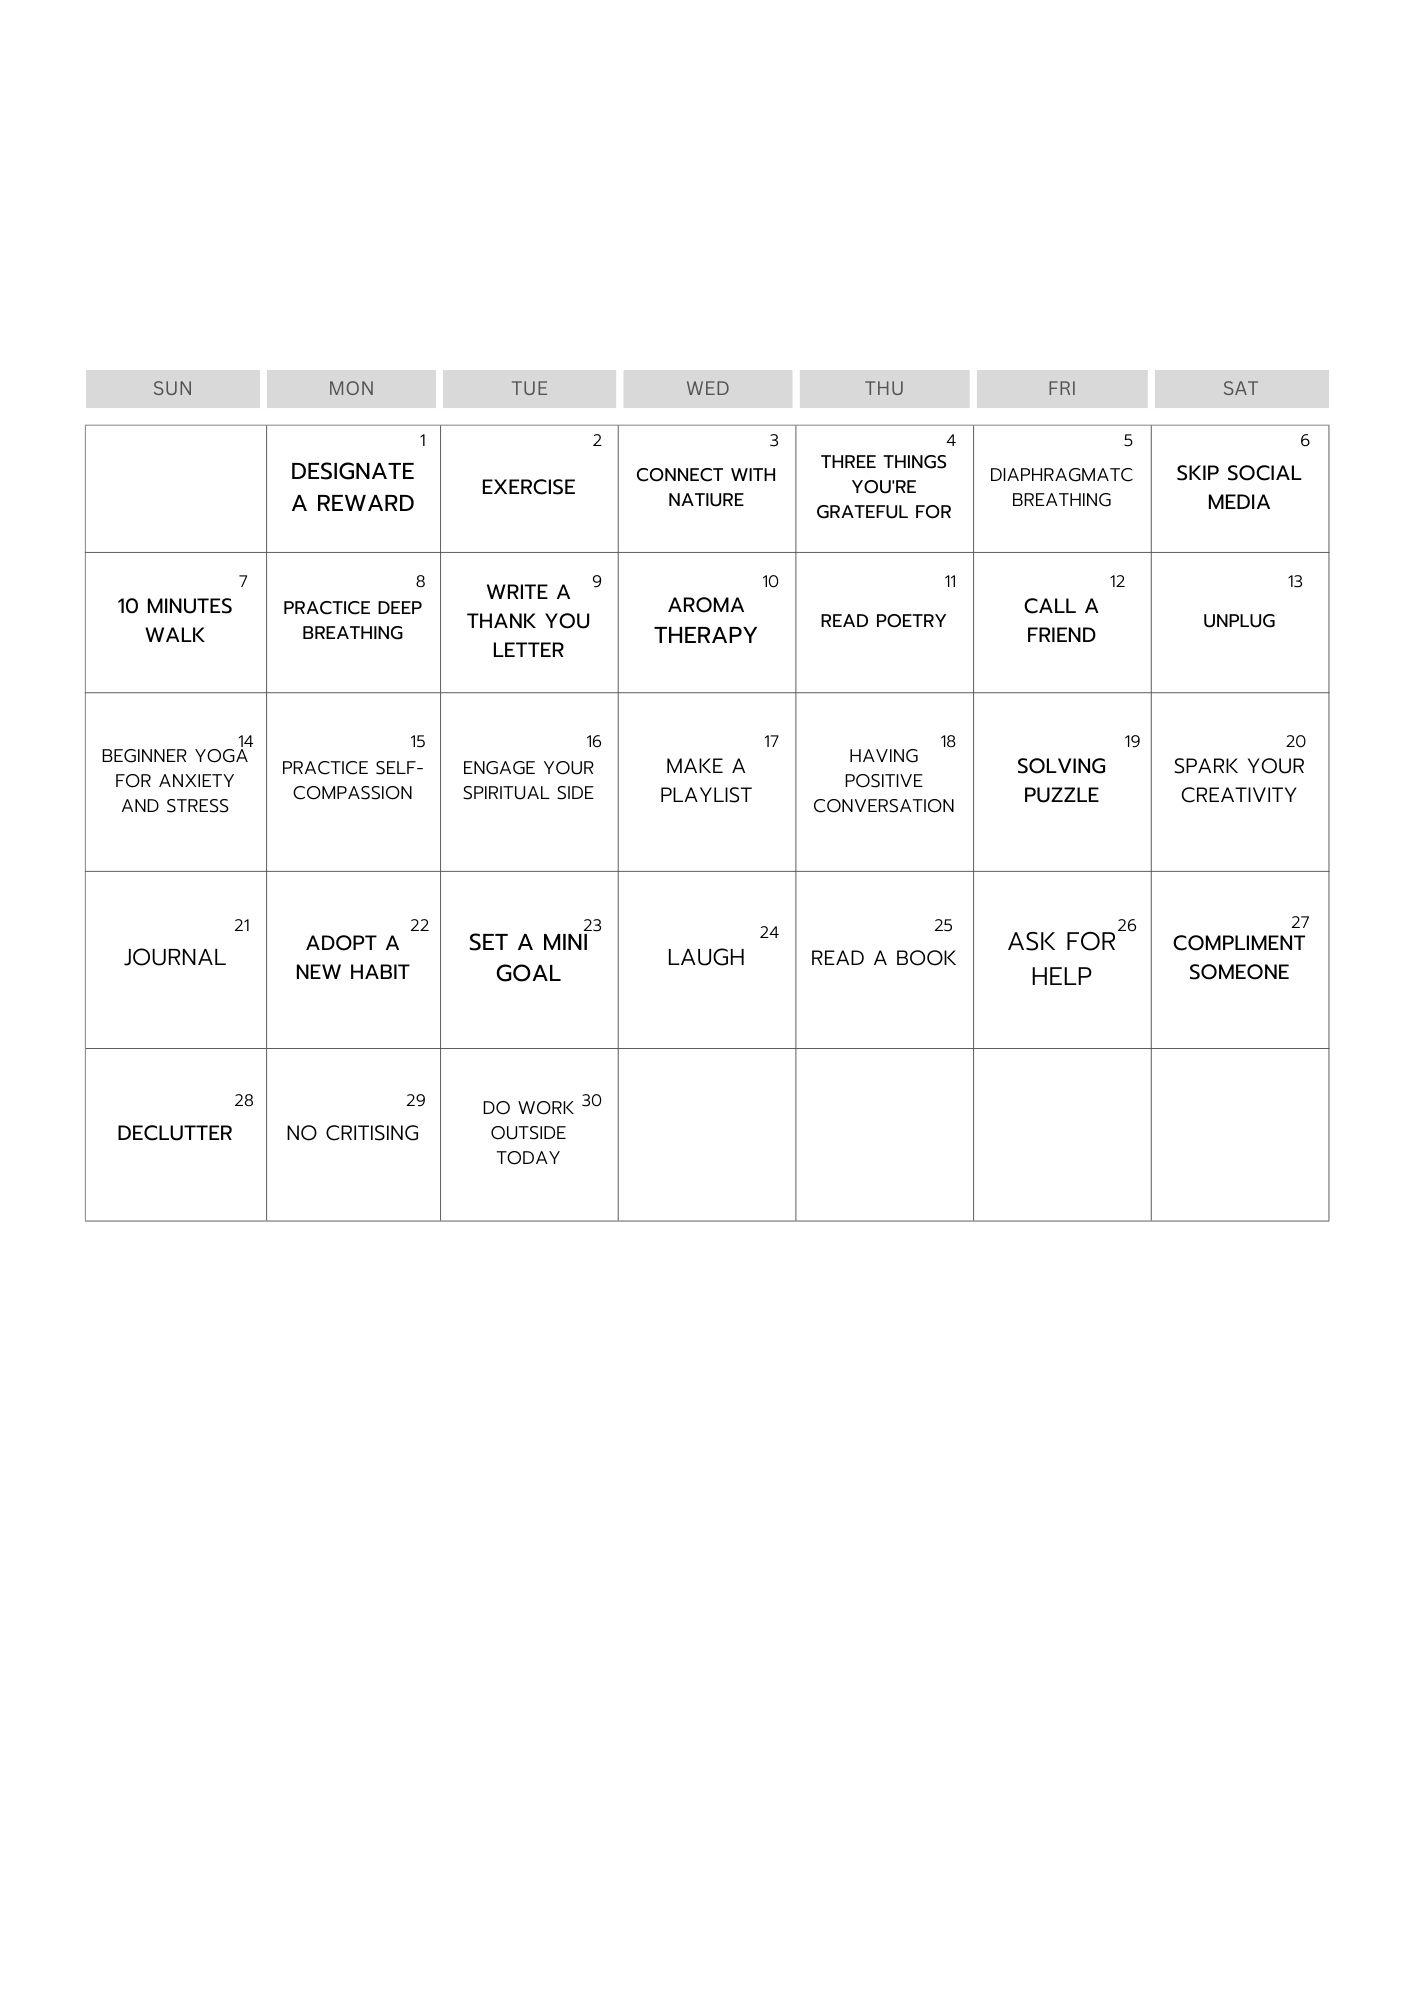 SUN MON TUE WED THU FRI SAT
1
DESIGNATE
A REWARD
2
EXERCISE
3
CONNECT WITH
NATIURE
4
THREE THINGS
YOU'RE
GRATEFUL FOR
5
DIAPHRAGMATC
BREATHING
6
SKIP SOCIAL
MEDIA
7
10 MINUTES
WALK
8
PRACTICE DEEP
BREATHING
9
WRITE A
THANK YOU
LETTER
10
AROMA
THERAPY
11
READ POETRY
12
CALL A
FRIEND
13
UNPLUG
14
BEGINNER YOGA
FOR ANXIETY
AND STRESS
15
PRACTICE SELF-
COMPASSION
16
ENGAGE YOUR
SPIRITUAL SIDE
17
MAKE A
PLAYLIST
18
HAVING
POSITIVE
CONVERSATION
19
SOLVING
PUZZLE
20
SPARK YOUR
CREATIVITY
21
JOURNAL
22
ADOPT A
NEW HABIT
23
SET A MINI
GOAL
24
LAUGH
25
READ A BOOK
26
ASK FOR
HELP
27
COMPLIMENT
SOMEONE
28
DECLUTTER
29
NO CRITISING
30
DO WORK
OUTSIDE
TODAY